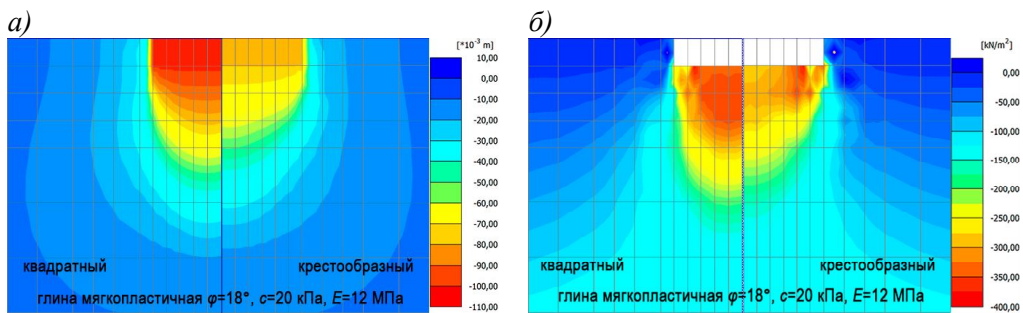 а)
[*10⁻³ m]
10,00
0,00
-10,00
-20,00
-30,00
-40,00
-50,00
-60,00
-70,00
-80,00
-90,00
-100,00
-110,00
квадратный
крестообразный
глина мягкопластичная φ=18°, c=20 кПа, E=12 МПа
б)
[kN/m²]
25,00
0,00
-50,00
-100,00
-150,00
-200,00
-250,00
-300,00
-350,00
-400,00
квадратный
крестообразный
глина мягкопластичная φ=18°, c=20 кПа, E=12 МПа